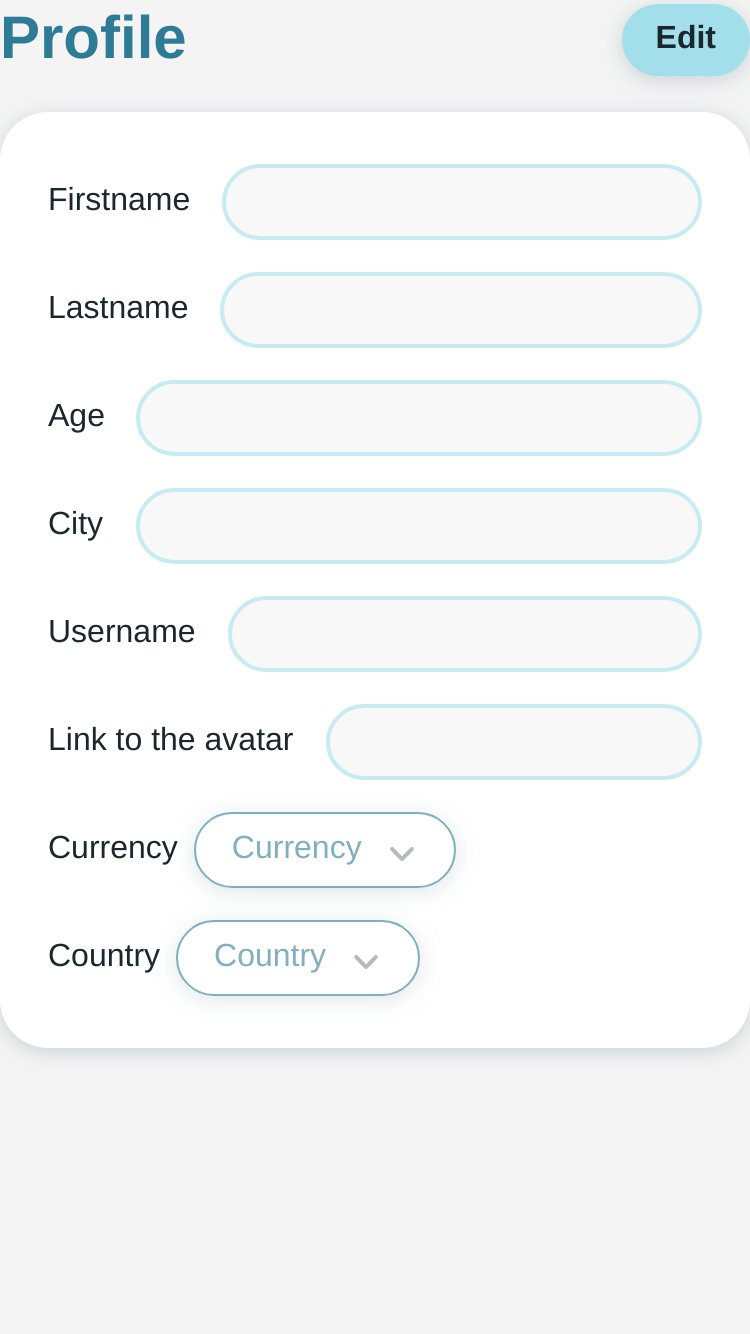 Profile
Edit
Firstname
Lastname
Age
City
Username
Link to the avatar
Currency Currency
Country Country